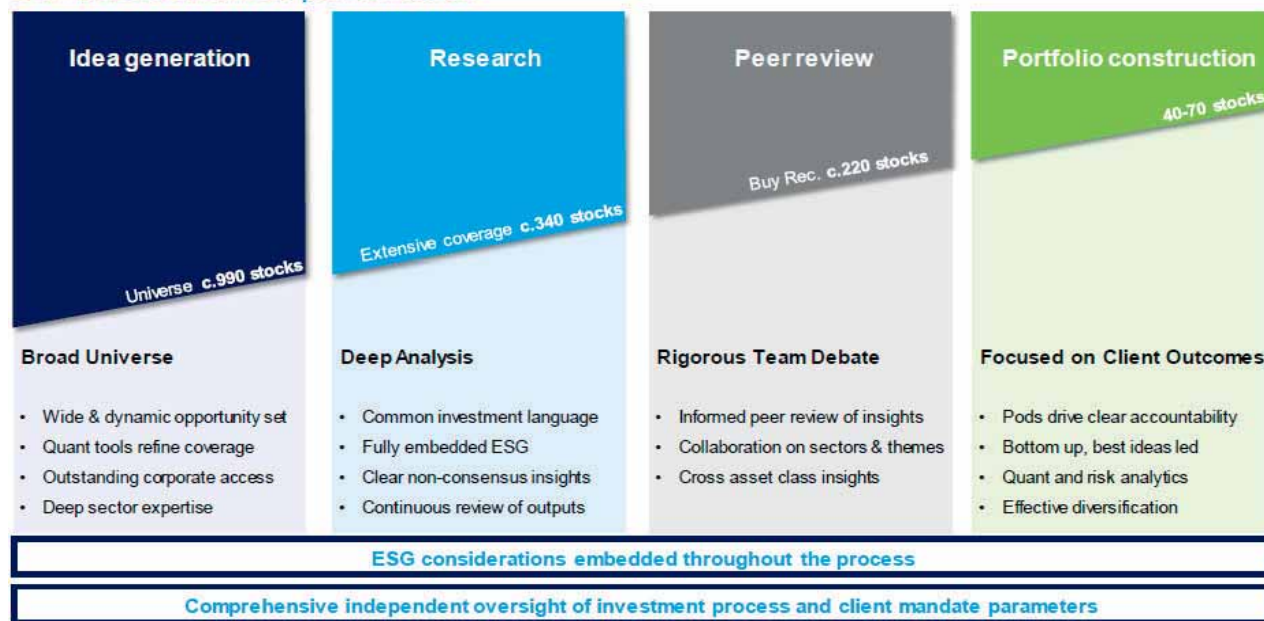 Idea generation
Universe c.990 stocks
Broad Universe
• Wide & dynamic opportunity set
• Quant tools refine coverage
• Outstanding corporate access
• Deep sector expertise
Research
Extensive coverage c.340 stocks
Deep Analysis
• Common investment language
• Fully embedded ESG
• Clear non-consensus insights
• Continuous review of outputs
Peer review
Buy Rec. c.220 stocks
Rigorous Team Debate
• Informed peer review of insights
• Collaboration on sectors & themes
• Cross asset class insights
Portfolio construction
40-70 stocks
Focused on Client Outcomes
• Pods drive clear accountability
• Bottom up, best ideas led
• Quant and risk analytics
• Effective diversification
ESG considerations embedded throughout the process
Comprehensive independent oversight of investment process and client mandate parameters